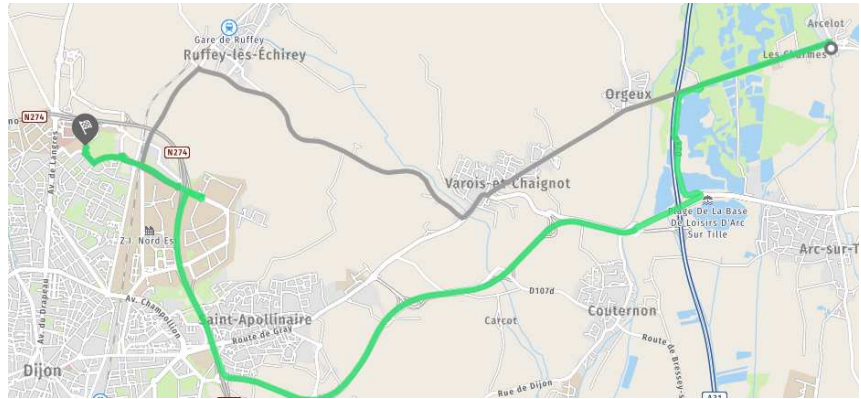 Arcelot
Gare de Ruffey
Ruffey-lès-Échirey
Les Charmes
Orgeux
N274
N274
Av. de Langres
Varois-et-Chaignot
Plage De La Base
De Loisirs D'Arc
Sur Tille
Z.I. Nord Es
Arc-sur-T
Av. du Drapeau
Av. Champollion
D107d
Saint-Apollinaire
Route de Gray
Carcot
Couternon
Route de Bressey-s
Dijon
Rue de Dijon
A31